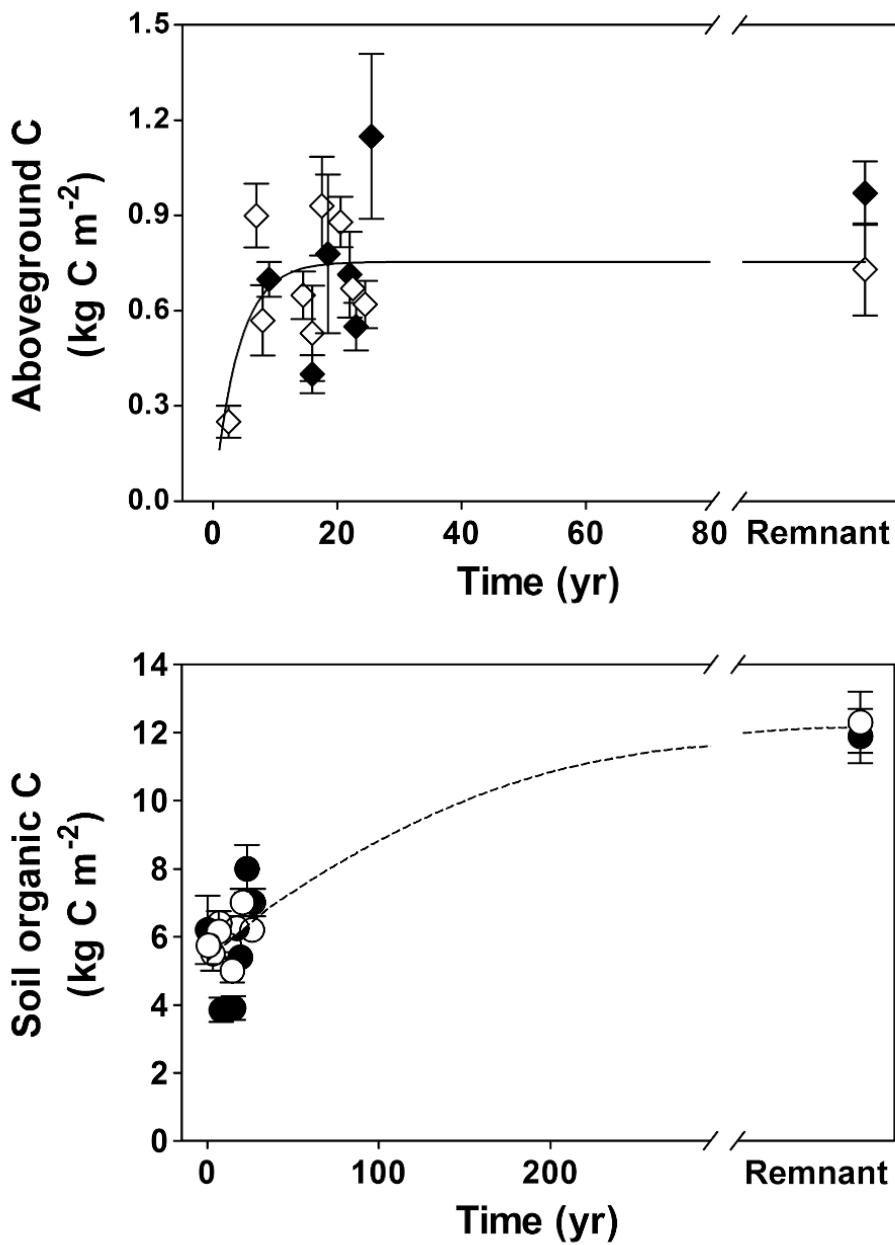 1.5
1.2
0.9
0.6
0.3
0.0
Aboveground C
(kg C m-2)
0 20 40 60 80 Remnant
Time (yr)
14
12
10
8
6
4
2
0
Soil organic C
(kg C m-2)
0 100 200 Remnant
Time (yr)